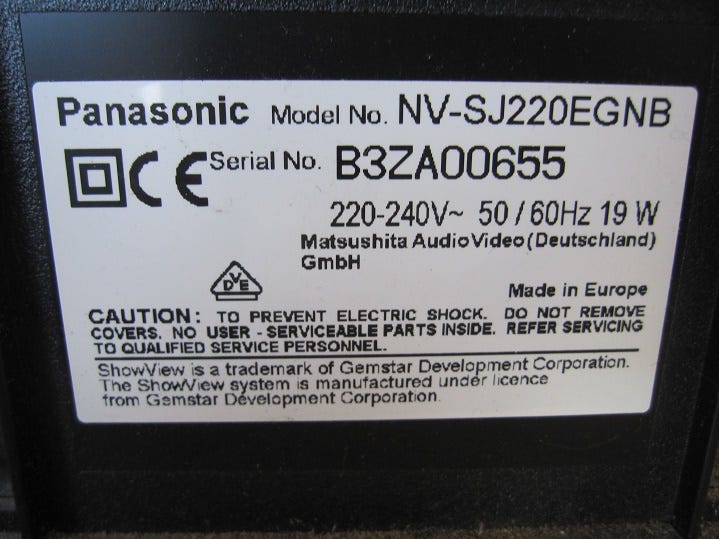 Panasonic Model No. NV-SJ220EGNB
CE Serial No. B3ZA00655
220-240V~ 50/60Hz 19 W
Matsushita AudioVideo(Deutschland)
GmbH
DVE
Made in Europe
CAUTION: TO PREVENT ELECTRIC SHOCK. DO NOT REMOVE
COVERS. NO USER - SERVICEABLE PARTS INSIDE. REFER SERVICING
TO QUALIFIED SERVICE PERSONNEL.
ShowView is a trademark of Gemstar Development Corporation.
The ShowView system is manufactured under licence
from Gemstar Development Corporation.